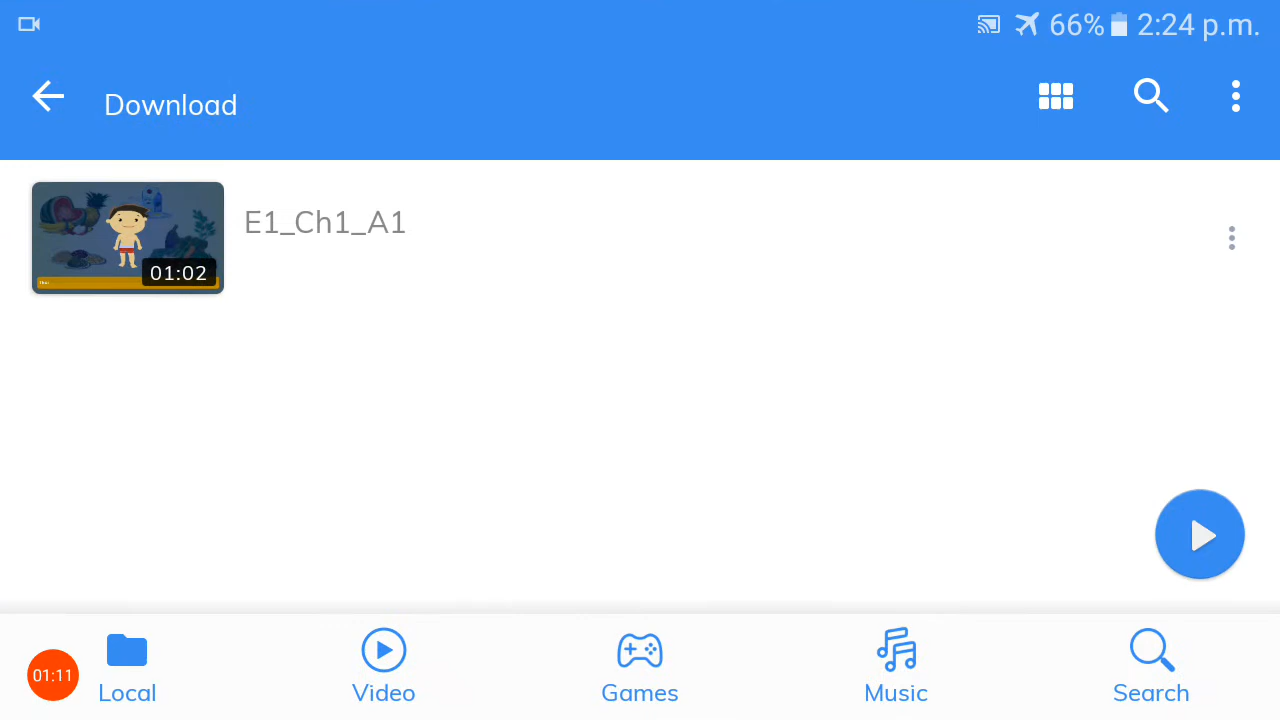 66% 2:24 p.m.
Download
E1_Ch1_A1
01:02
01:11
Local
Video
Games
Music
Search